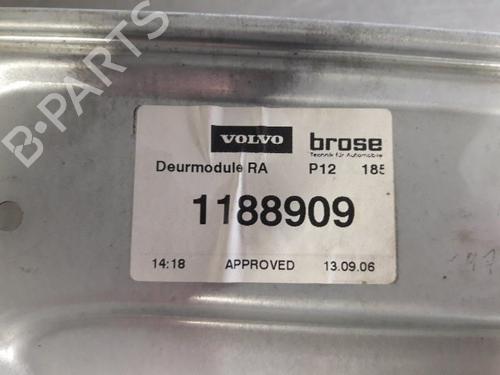 VOLVO brose
Technik für Automobile
Deurmodule RA P12 185
1188909
14:18 APPROVED 13.09.06
B-PARTS